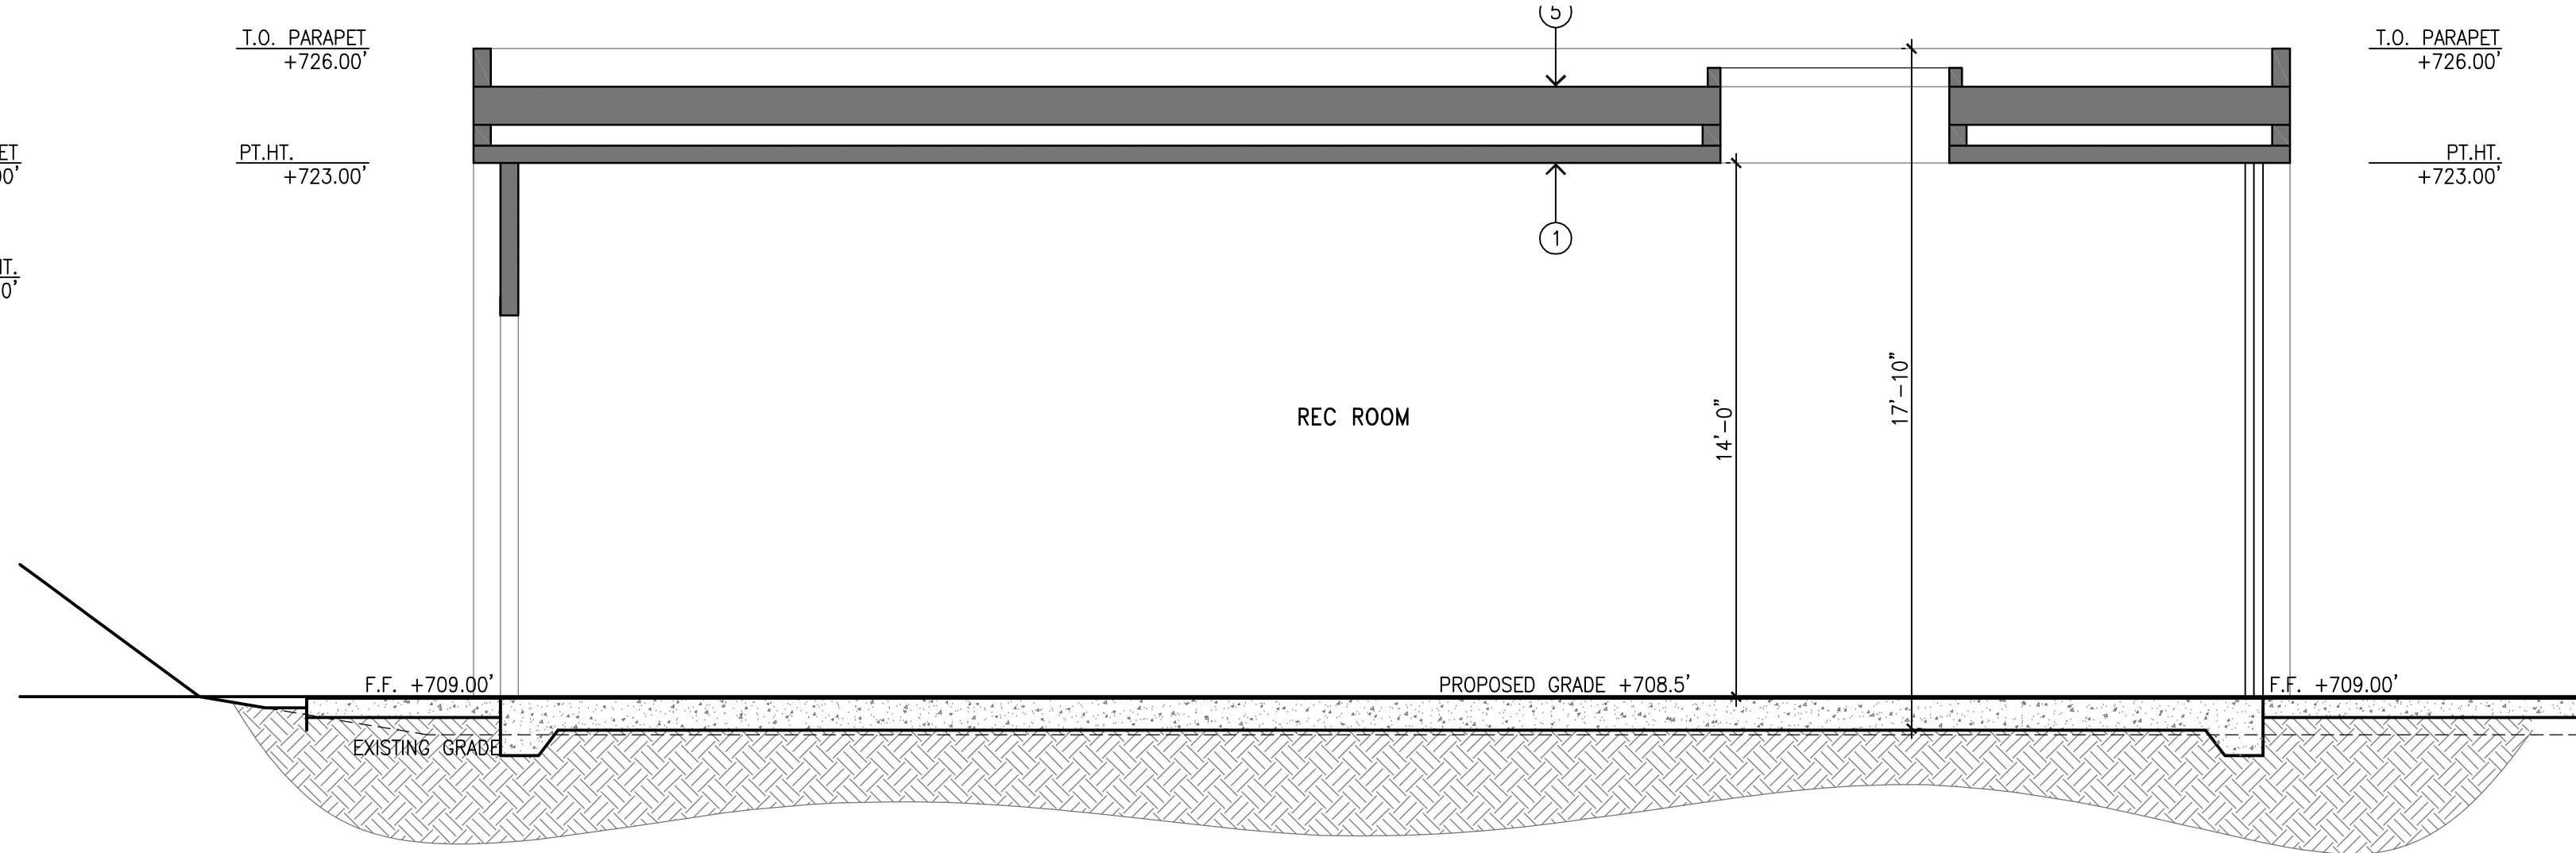 5
T.O. PARAPET
+726.00'
T.O. PARAPET
+726.00'
PT.HT.
+723.00'
PT.HT.
+723.00'
1
REC ROOM
14'-0"
17'-10"
F.F. +709.00'
PROPOSED GRADE +708.5'
F.F. +709.00'
EXISTING GRADE